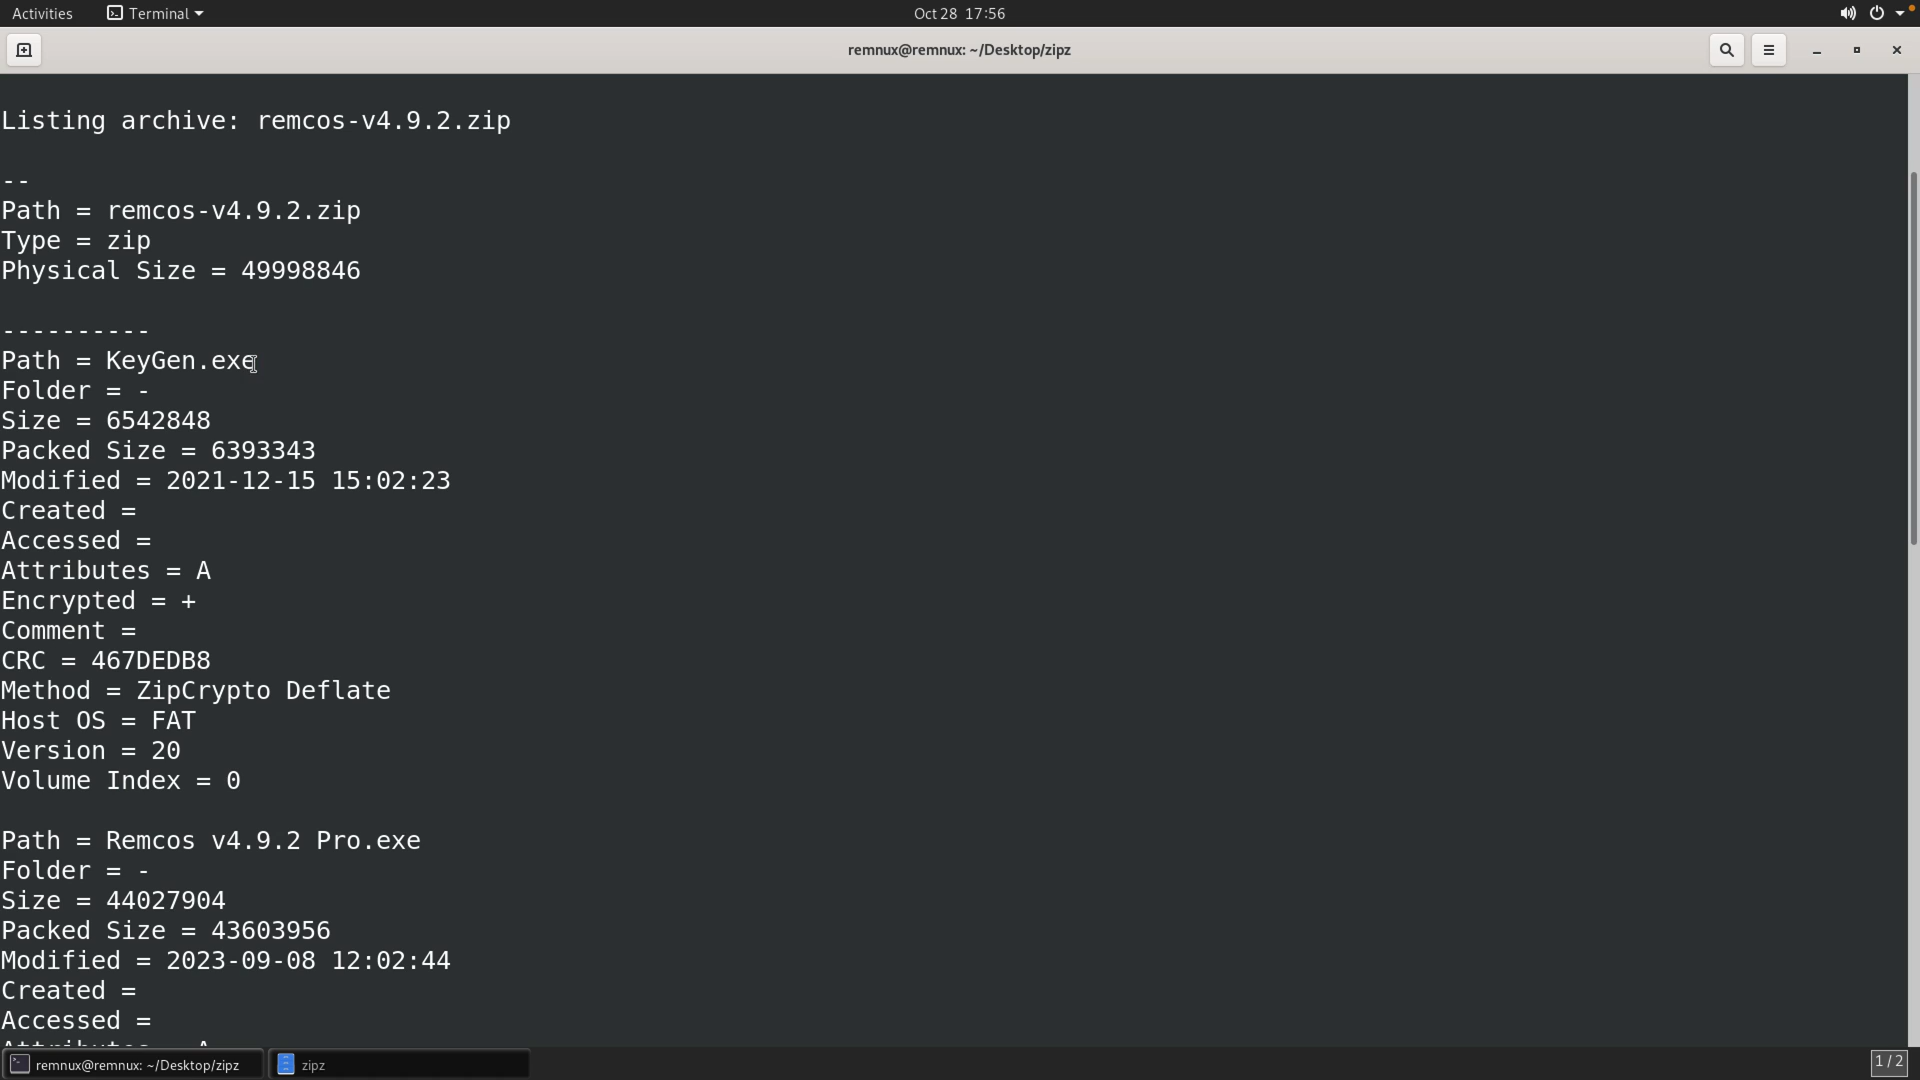 Activities
Terminal
Oct 28 17:56
remnux@remnux: ~/Desktop/zipz
Listing archive: remcos-v4.9.2.zip
--
Path = remcos-v4.9.2.zip
Type = zip
Physical Size = 49998846
----------
Path = KeyGen.exe
Folder = -
Size = 6542848
Packed Size = 6393343
Modified = 2021-12-15 15:02:23
Created =
Accessed =
Attributes = A
Encrypted = +
Comment =
CRC = 467DEDB8
Method = ZipCrypto Deflate
Host OS = FAT
Version = 20
Volume Index = 0
Path = Remcos v4.9.2 Pro.exe
Folder = -
Size = 44027904
Packed Size = 43603956
Modified = 2023-09-08 12:02:44
Created =
Accessed =
Attributes = A
remnux@remnux: ~/Desktop/zipz
zipz
1 / 2